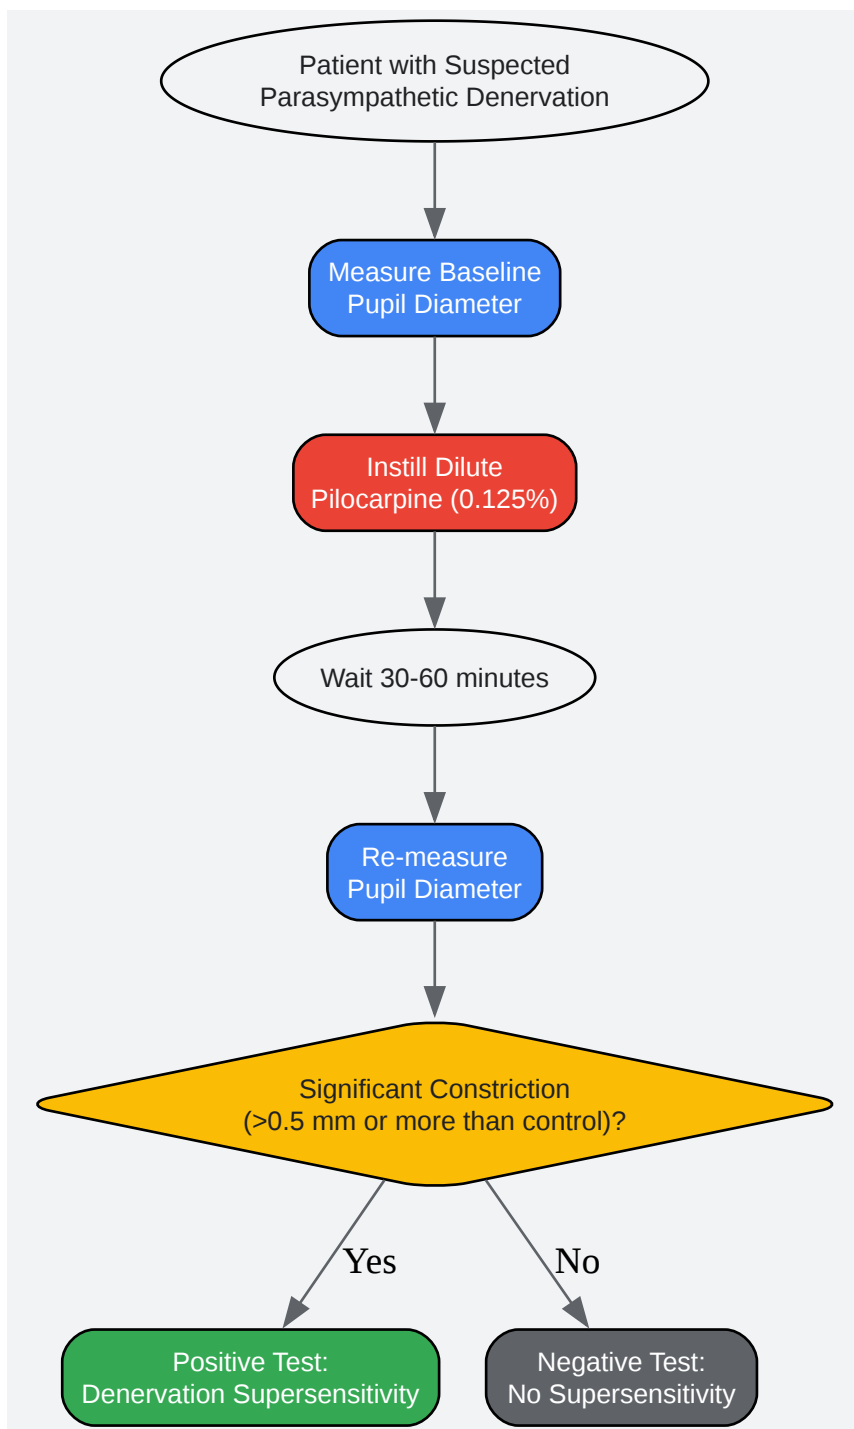 Patient with Suspected
Parasympathetic Denervation
Measure Baseline
Pupil Diameter
Instill Dilute
Pilocarpine (0.125%)
Wait 30-60 minutes
Re-measure
Pupil Diameter
Significant Constriction
(>0.5 mm or more than control)?
Yes
No
Positive Test:
Denervation Supersensitivity
Negative Test:
No Supersensitivity